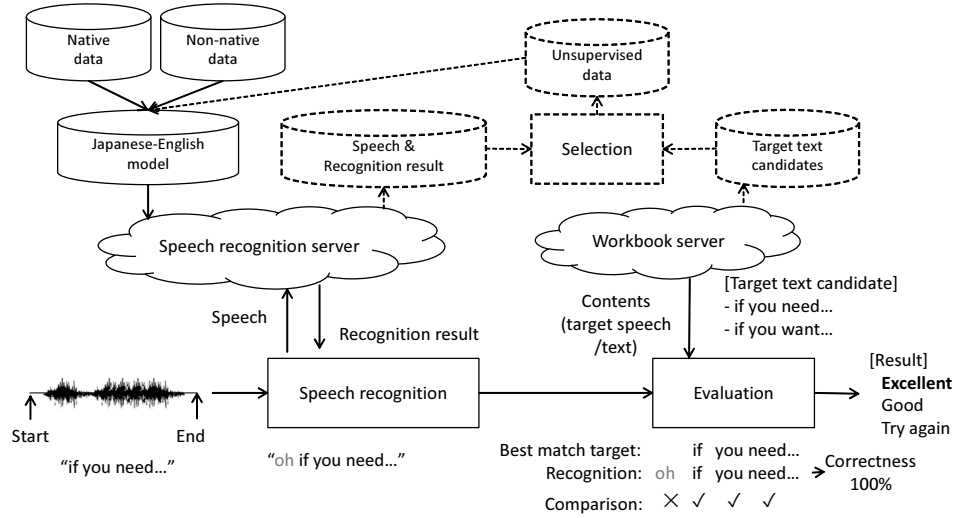 Native
data
Non-native
data
Unsupervised
data
Japanese-English
model
Speech &
Recognition result
Selection
Target text
candidates
Speech recognition server
Workbook server
Speech
Recognition result
Contents
(target speech
/text)
[Target text candidate]
- if you need…
- if you want…
Start
End
Speech recognition
Evaluation
[Result]
Excellent
Good
Try again
“if you need…”
“oh if you need…”
Best match target: if you need…
Recognition: oh if you need…
Comparison: ✕ ✓ ✓ ✓
Correctness
100%